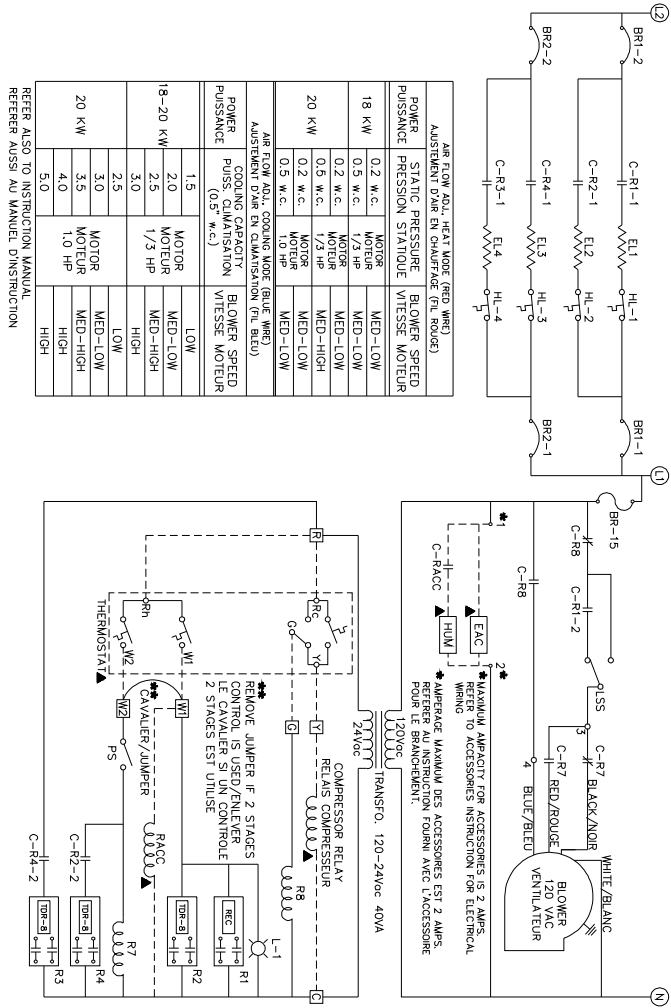 L2
L1
N
BR1-2
BR2-2
C-R1-1
EL1
HL-1
BR1-1
C-R2-1
EL2
HL-2
C-R4-1
EL3
HL-3
BR2-1
C-R3-1
EL4
HL-4
BR-15
C-R8
C-R1-2
LSS
3
C-R7
BLACK/NOIR
WHITE/BLANC
C-R7
RED/ROUGE
4 BLUE/BLEU
BLOWER
120 VAC
VENTILATEUR
C-R8
*1
EAC
2*
C-RACC
HUM
*MAXIMUM AMPACITY FOR ACCESSORIES IS 2 AMPS.
REFER TO ACCESSORIES INSTRUCTION FOR ELECTRICAL
WIRING
*AMPERAGE MAXIMUM DES ACCESSOIRES EST 2 AMPS.
REFERER AU INSTRUCTION FOURNI AVEC L'ACCESSOIRE
POUR LE BRANCHEMENT.
120Vac
TRANSFO. 120-24Vac 40VA
24Vac
R
Rc
G
Y
Y
COMPRESSOR RELAY
RELAIS COMPRESSEUR
C
G
R8
Rh
W1
W2
THERMOSTAT
W1
W2
**
CAVALIER/JUMPER
**
REMOVE JUMPER IF 2 STAGES
CONTROL IS USED/ENLEVER
LE CAVALIER SI UN CONTROLE
2 STAGES EST UTILISE
L-1
REC
R1
TDR-8
R2
RACC
PS
R7
C-R2-2
TDR-8
R4
C-R4-2
TDR-8
R3
AIR FLOW ADJ. HEAT MODE (RED WIRE)
AJUSTEMENT D'AIR EN CHAUFFAGE (FIL ROUGE)
POWER STATIC PRESSURE BLOWER SPEED
PUISSANCE PRESSION STATIQUE VITESSE MOTEUR
18 KW
0.2 w.c. MOTOR MED-LOW
MOTEUR
0.5 w.c. 1/3 HP MED-LOW
20 KW
0.2 w.c. MOTOR MED-LOW
MOTEUR
0.5 w.c. 1/3 HP MED-HIGH
0.2 w.c. MOTOR MED-LOW
MOTEUR
0.5 w.c. 1.0 HP MED-LOW
AIR FLOW ADJ. COOLING MODE (BLUE WIRE)
AJUSTEMENT D'AIR EN CLIMATISATION (FIL BLEU)
POWER COOLING CAPACITY BLOWER SPEED
PUISSANCE PUISS. CLIMATISATION VITESSE MOTEUR
(0.5" w.c.)
18-20 KW
1.5 LOW
2.0 MOTOR MED-LOW
MOTEUR
2.5 1/3 HP MED-HIGH
3.0 HIGH
20 KW
2.5 LOW
3.0 MOTOR MED-LOW
3.5 MOTEUR MED-HIGH
4.0 1.0 HP HIGH
5.0 HIGH
REFER ALSO TO INSTRUCTION MANUAL
REFERER AUSSI AU MANUEL D'INSTRUCTION